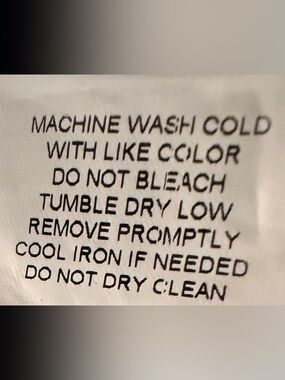 MACHINE WASH COLD
WITH LIKE COLOR
DO NOT BLEACH
TUMBLE DRY LOW
REMOVE PROMPTLY
COOL IRON IF NEEDED
DO NOT DRY CLEAN